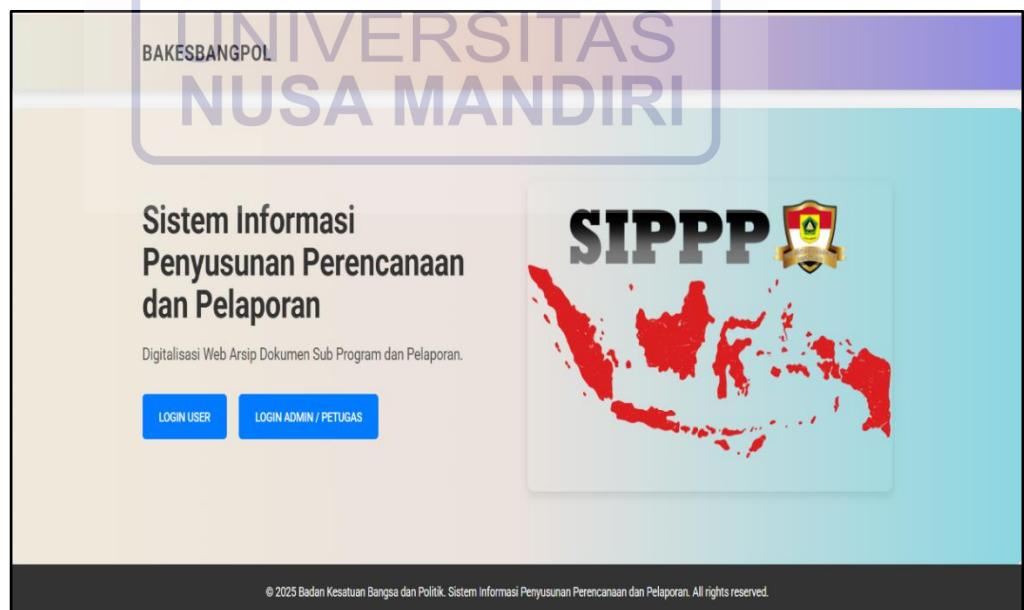 UNIVERSITAS
BAKESBANGPOL
NUSA MANDIRI
Sistem Informasi
Penyusunan Perencanaan
dan Pelaporan
Digitalisasi Web Arsip Dokumen Sub Program dan Pelaporan.
LOGIN USER
LOGIN ADMIN / PETUGAS
SIPPP
© 2025 Badan Kesatuan Bangsa dan Politik. Sistem Informasi Penyusunan Perencanaan dan Pelaporan. All rights reserved.